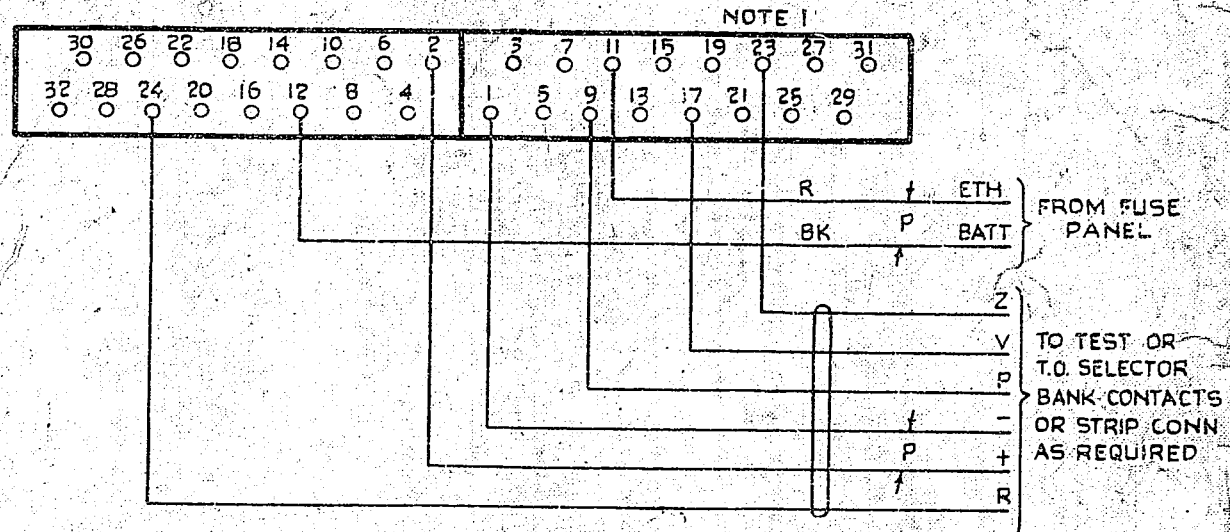 NOTE 1
30 26 22 18 14 10 6 2 3 7 11 15 19 23 27 31
32 28 24 20 16 12 8 4 1 5 9 13 17 21 25 29
R ETH
P
BK BATT
FROM FUSE
PANEL
Z
V
P
-
P
+
R
TO TEST OR
T.O. SELECTOR
BANK CONTACTS
OR STRIP CONN
AS REQUIRED